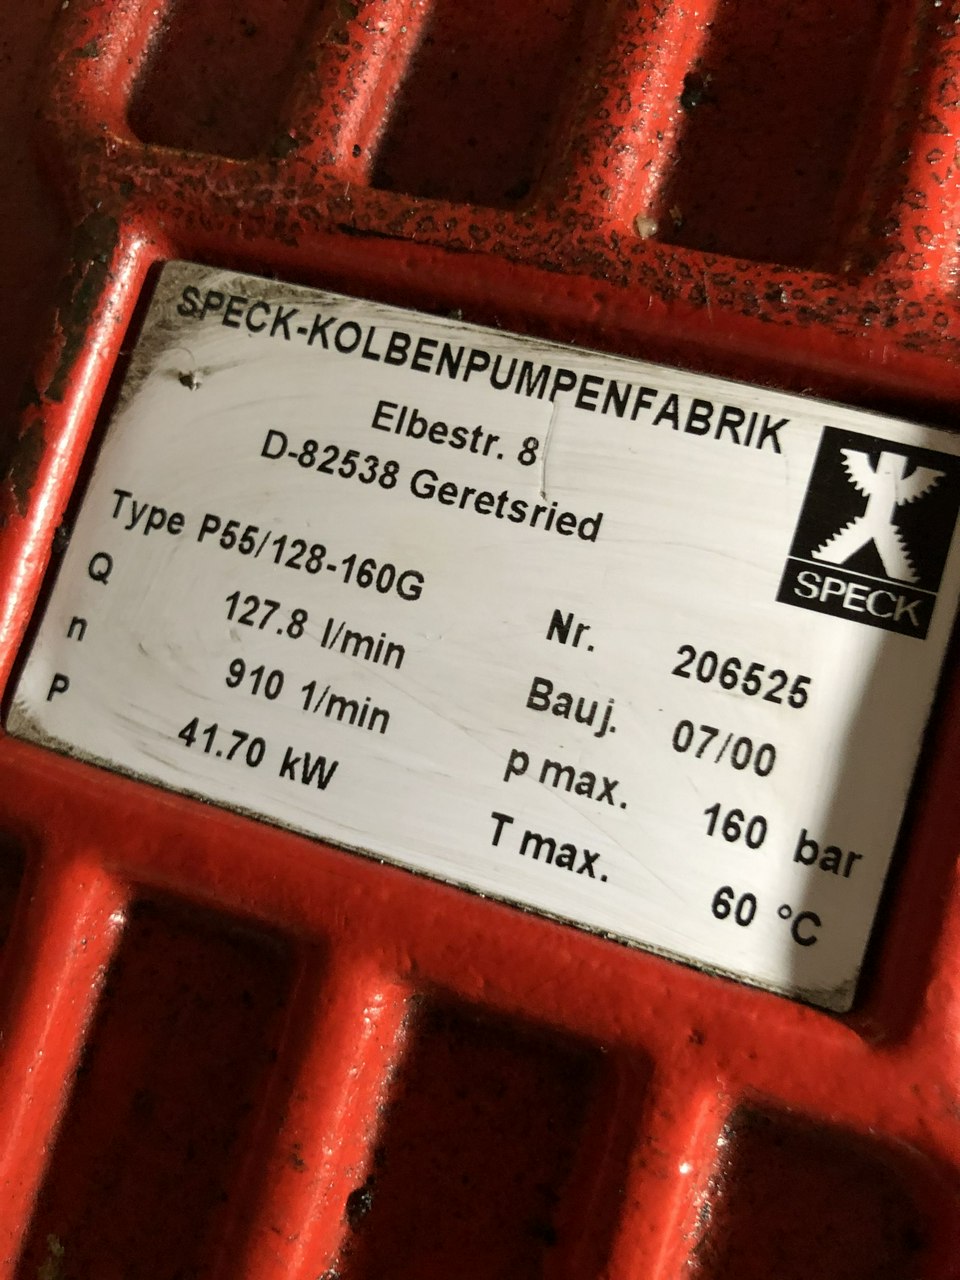 SPECK-KOLBENPUMPENFABRIK
Elbestr. 8
D-82538 Geretsried
SPECK
Type P55/128-160G
Q 127.8 l/min Nr. 206525
n 910 1/min Bauj. 07/00
P 41.70 kW p max. 160 bar
T max. 60 °C